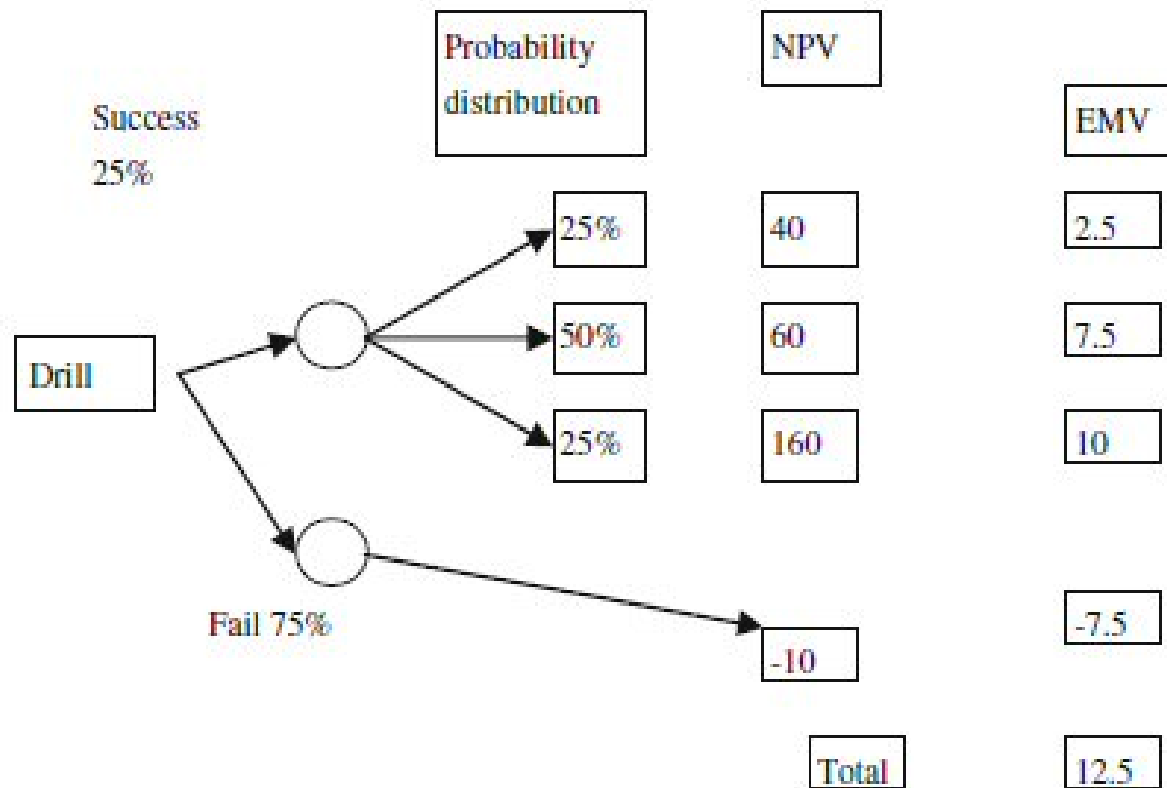 Probability
distribution
NPV
Success
25%
EMV
25%
40
2.5
50%
60
7.5
Drill
25%
160
10
Fail 75%
-10
-7.5
Total
12.5